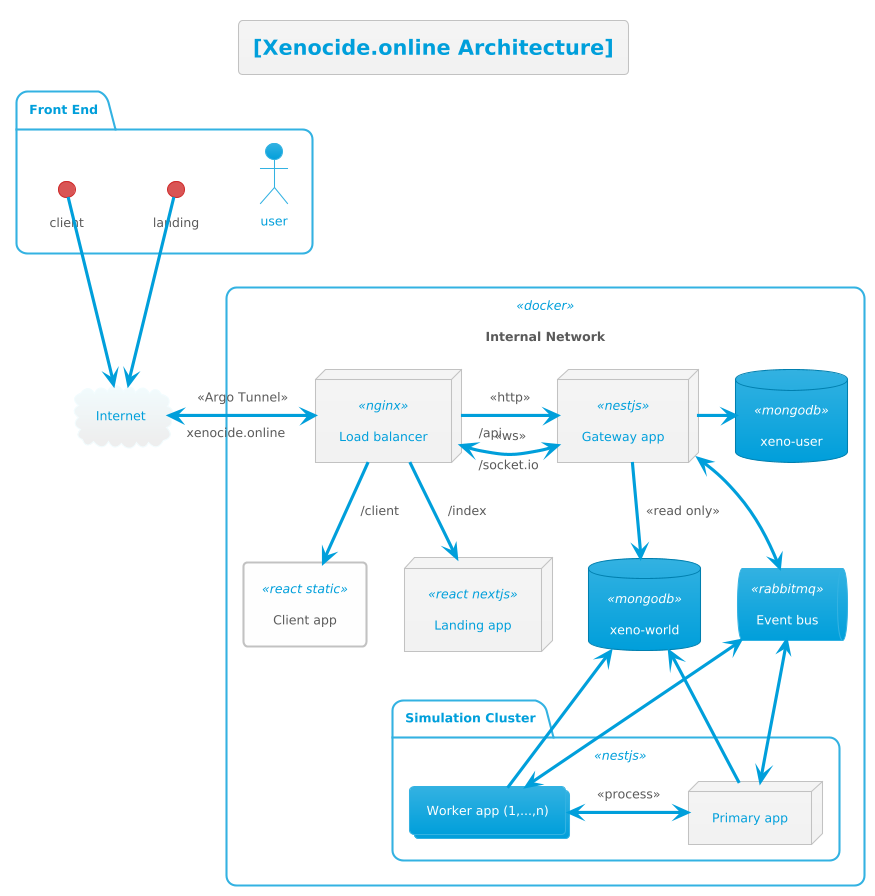 [Xenocide.online Architecture]
Front End
client
landing
user
«docker»
Internal Network
Internet
«Argo Tunnel»
xenocide.online
«nginx»
Load balancer
«http»
/api
«ws»
/socket.io
«nestjs»
Gateway app
«mongodb»
xeno-user
/client
/index
«read only»
«react static»
Client app
«react nextjs»
Landing app
«mongodb»
xeno-world
«rabbitmq»
Event bus
Simulation Cluster
«nestjs»
Worker app (1,...,n)
«process»
Primary app